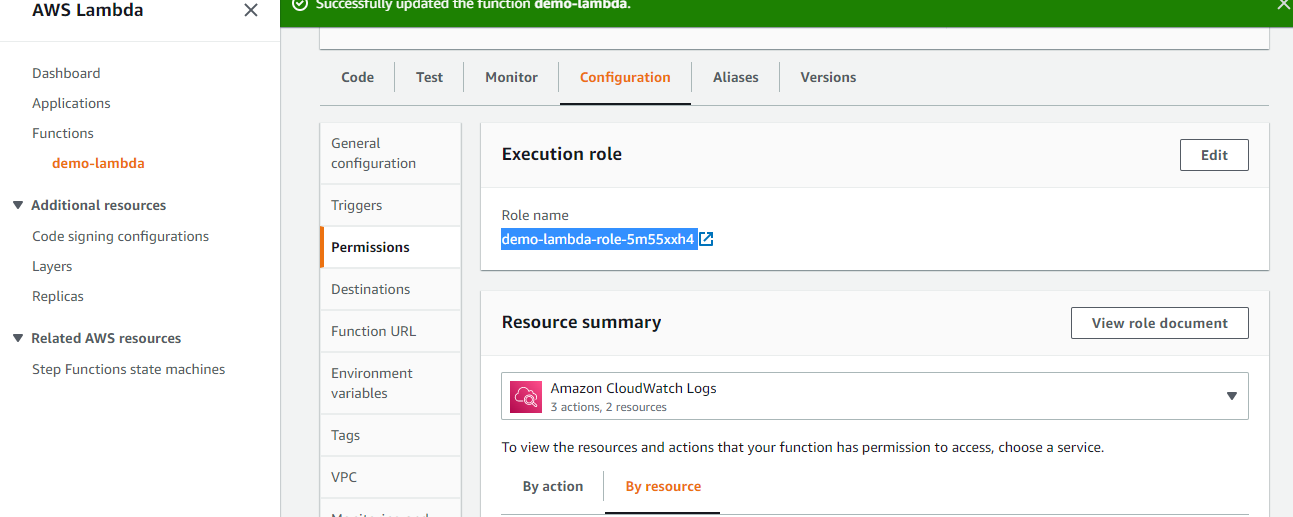 AWS Lambda
Dashboard
Applications
Functions
demo-lambda
Additional resources
Code signing configurations
Layers
Replicas
Related AWS resources
Step Functions state machines
Successfully updated the function demo-lambda.
Code
Test
Monitor
Configuration
Aliases
Versions
General
configuration
Triggers
Permissions
Destinations
Function URL
Environment
variables
Tags
VPC
Monitoring and
Execution role
Edit
Role name
demo-lambda-role-5m55xxh4
Resource summary
View role document
Amazon CloudWatch Logs
3 actions, 2 resources
To view the resources and actions that your function has permission to access, choose a service.
By action
By resource